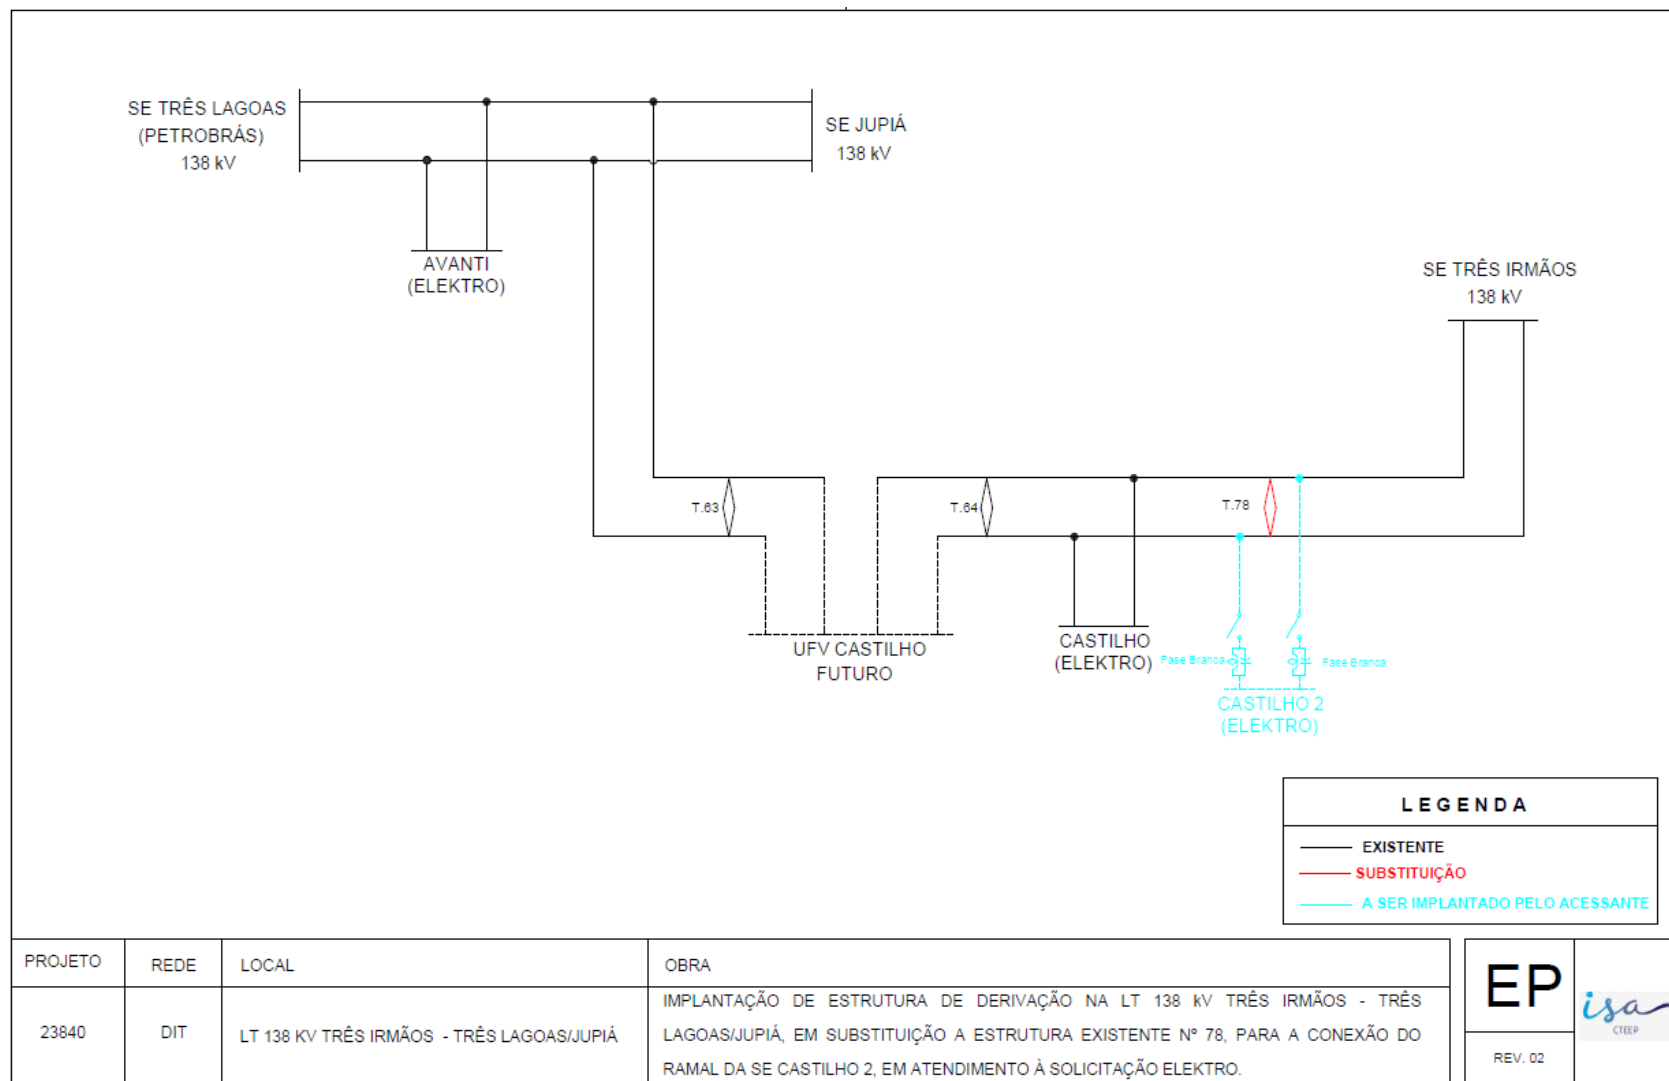 SE TRÊS LAGOAS
(PETROBRÁS)
138 kV
SE JUPIÁ
138 kV
AVANTI
(ELEKTRO)
SE TRÊS IRMÃOS
138 kV
T.63
T.64
T.78
UFV CASTILHO
FUTURO
CASTILHO
(ELEKTRO)
Fase Branca
Fase Branca
CASTILHO 2
(ELEKTRO)
LEGENDA
EXISTENTE
SUBSTITUIÇÃO
A SER IMPLANTADO PELO ACESSANTE
PROJETO
REDE
LOCAL
OBRA
23840
DIT
LT 138 KV TRÊS IRMÃOS - TRÊS LAGOAS/JUPIÁ
IMPLANTAÇÃO DE ESTRUTURA DE DERIVAÇÃO NA LT 138 kV TRÊS IRMÃOS - TRÊS
LAGOAS/JUPIÁ, EM SUBSTITUIÇÃO A ESTRUTURA EXISTENTE Nº 78, PARA A CONEXÃO DO
RAMAL DA SE CASTILHO 2, EM ATENDIMENTO À SOLICITAÇÃO ELEKTRO.
EP
REV. 02
isa
CTEEP